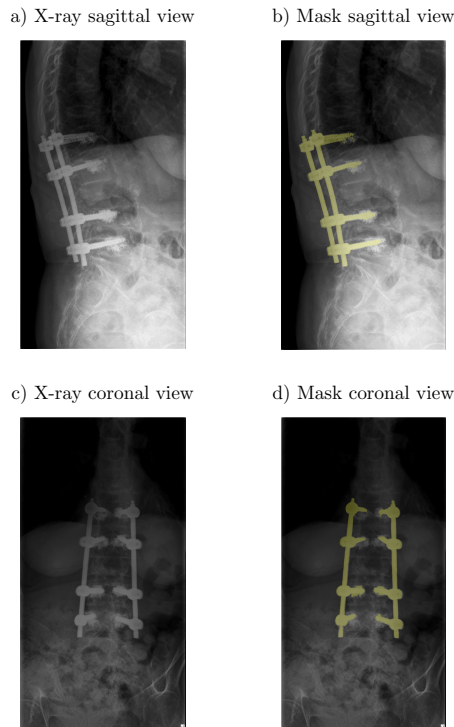 a) X-ray sagittal view
b) Mask sagittal view
c) X-ray coronal view
d) Mask coronal view